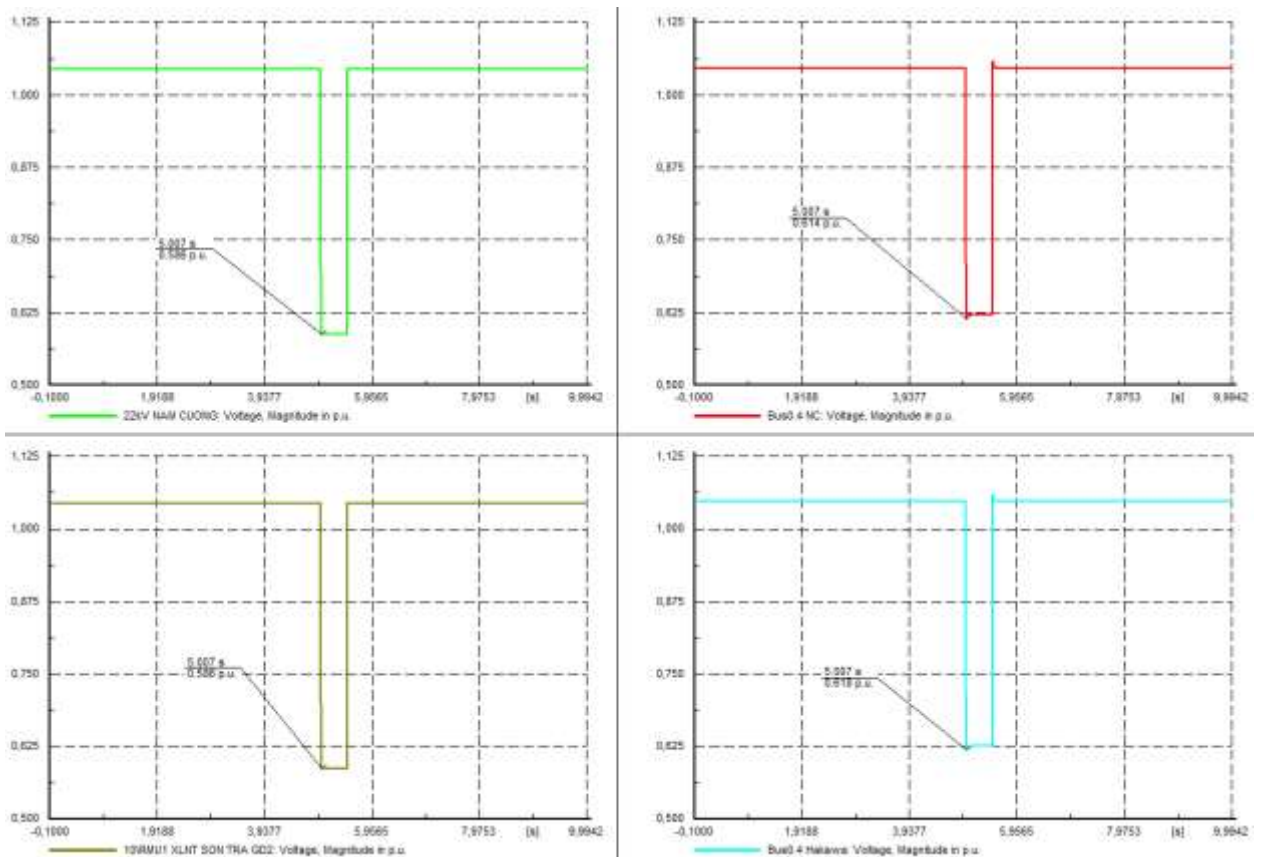 1,125
1,000
0,875
0,750
0,625
0,500
5.007 s
0.586 p.u.
-0,1000 1,9188 3,9377 5,9565 7,9753 [s] 9,9942
22kV NAM CUONG: Voltage, Magnitude in p.u.
1,125
1,000
0,875
0,750
0,625
0,500
5.007 s
0.614 p.u.
-0,1000 1,9188 3,9377 5,9565 7,9753 [s] 9,9942
Bus0.4 NC: Voltage, Magnitude in p.u.
1,125
1,000
0,875
0,750
0,625
0,500
5.007 s
0.586 p.u.
-0,1000 1,9188 3,9377 5,9565 7,9753 [s] 9,9942
XLNT SON TRA GD2: Voltage, Magnitude in p.u.
1,125
1,000
0,875
0,750
0,625
0,500
5.007 s
p.u.
-0,1000 1,9188 3,9377 5,9565 7,9753 [s] 9,9942
Bus0.4 Hakawa: Voltage, Magnitude in p.u.